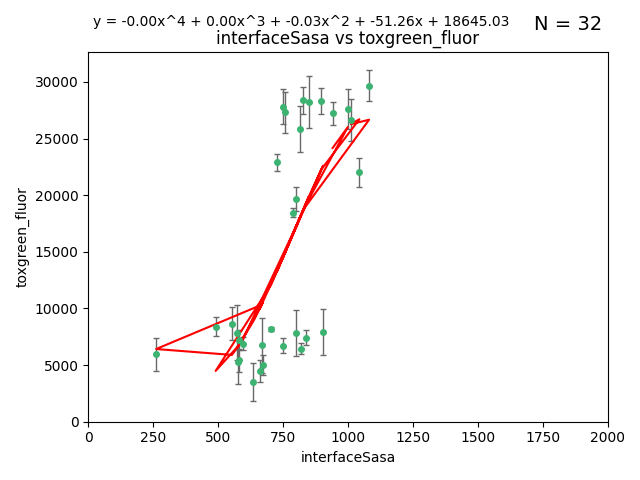 y = -0.00x^4 + 0.00x^3 + -0.03x^2 + -51.26x + 18645.03
N = 32
interfaceSasa vs toxgreen_fluor
toxgreen_fluor
30000
25000
20000
15000
10000
5000
0
0 250 500 750 1000 1250 1500 1750 2000
interfaceSasa